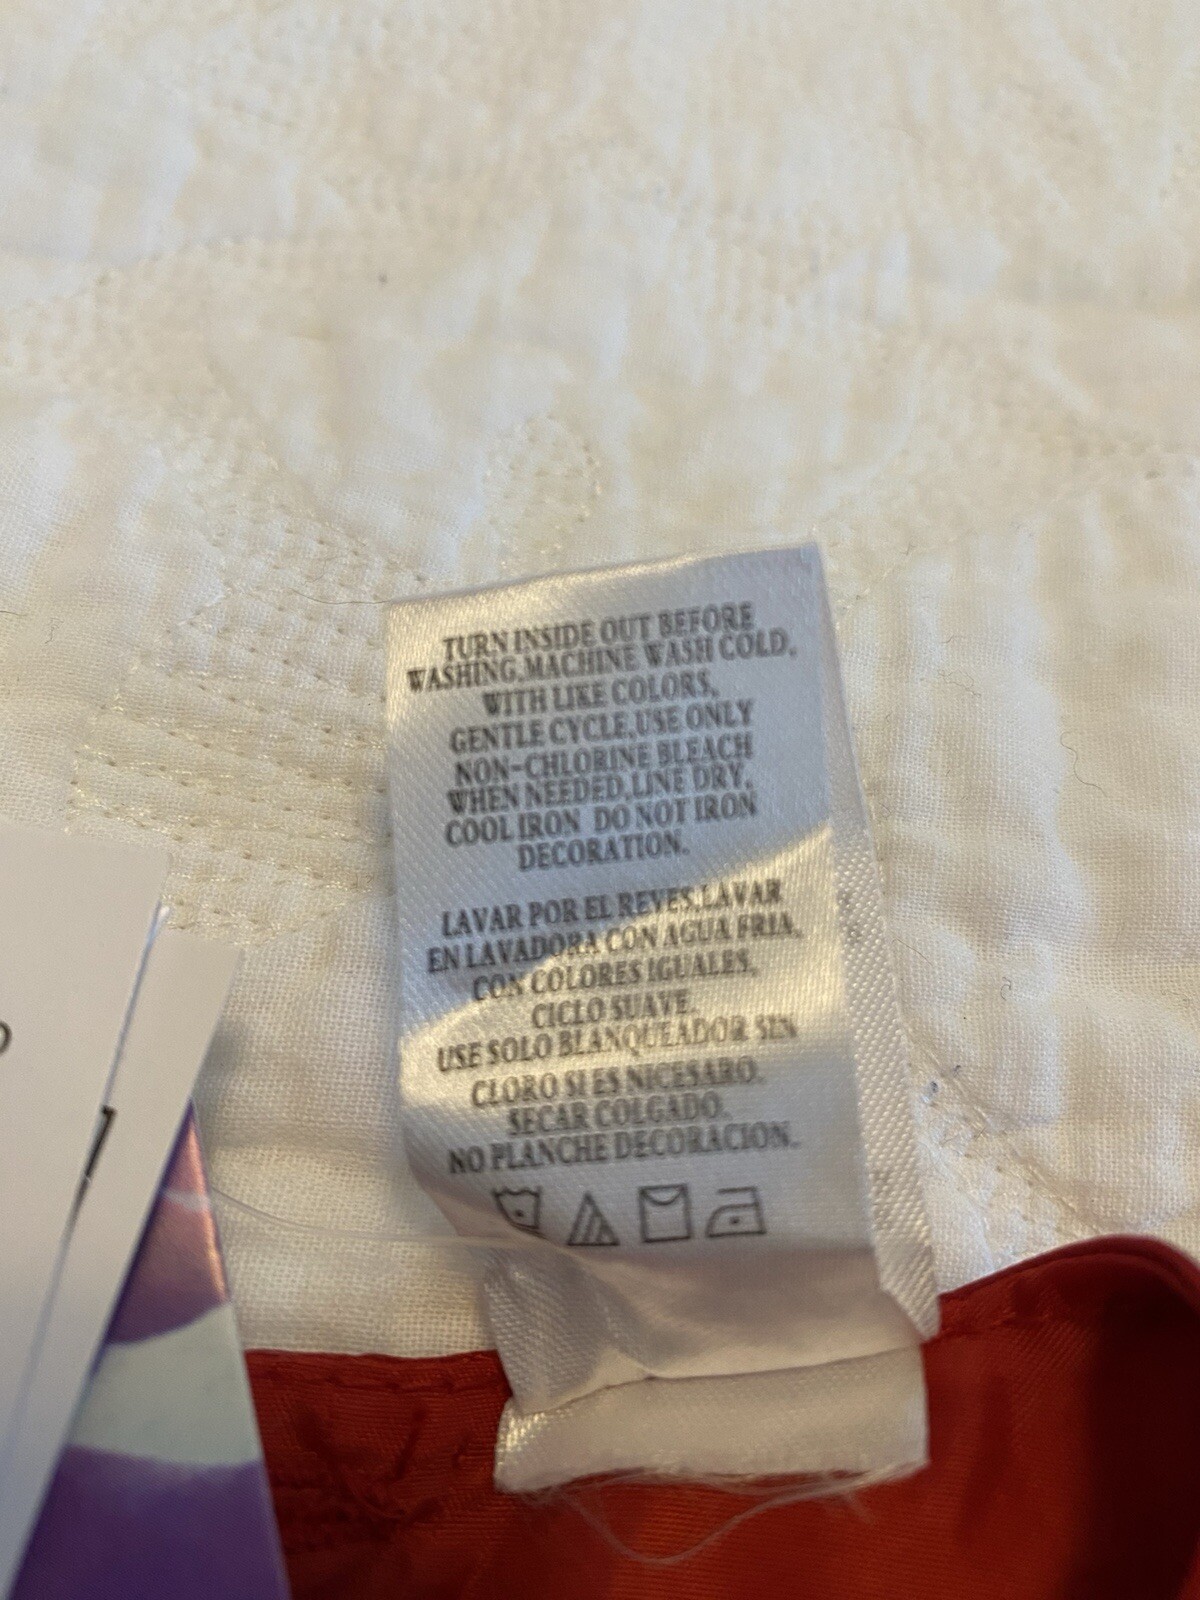 TURN INSIDE OUT BEFORE
WASHING,MACHINE WASH COLD,
WITH LIKE COLORS,
GENTLE CYCLE,USE ONLY
NON-CHLORINE BLEACH
WHEN NEEDED,LINE DRY,
COOL IRON DO NOT IRON
DECORATION.
LAVAR POR EL REVES,LAVAR
EN LAVADORA CON AGUA FRIA,
CON COLORES IGUALES,
CICLO SUAVE.
USE SOLO BLANQUEADOR SIN
CLORO SI ES NICESARO.
SECAR COLGADO.
NO PLANCHE DECORACION.